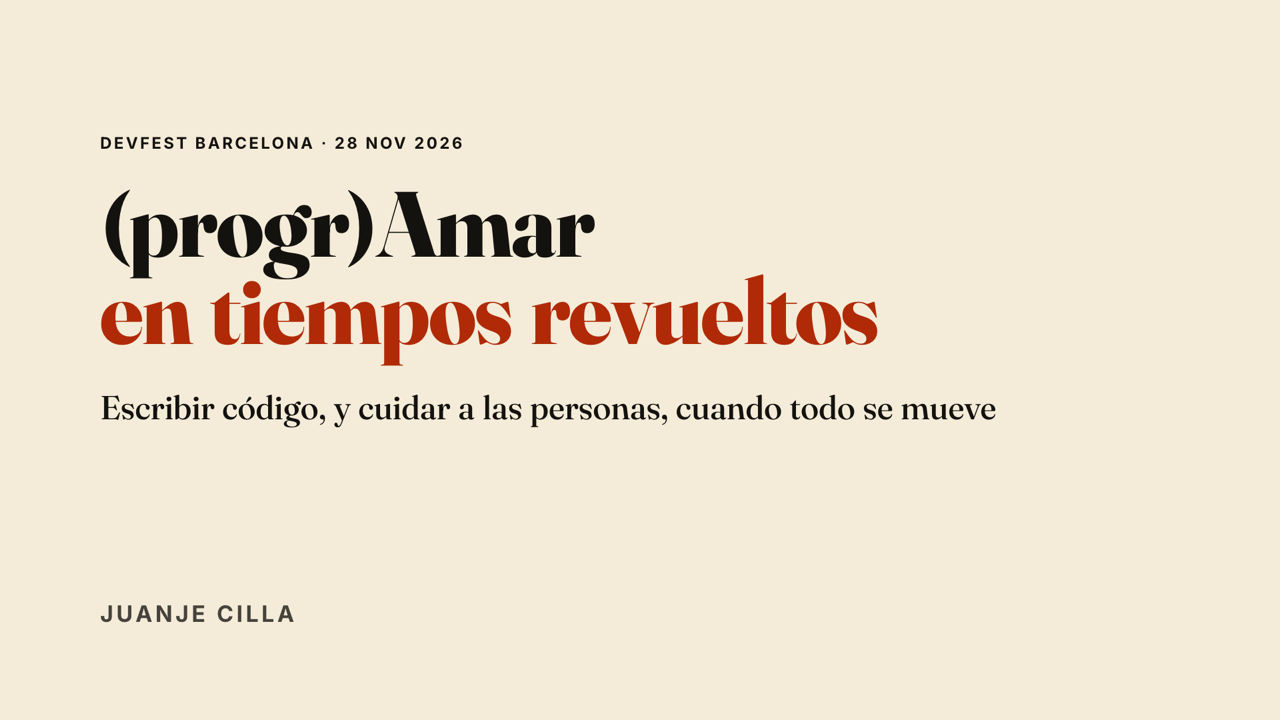 DEVFEST BARCELONA · 28 NOV 2026
(progr)Amar
en tiempos revueltos
Escribir código, y cuidar a las personas, cuando todo se mueve
JUANJE CILLA